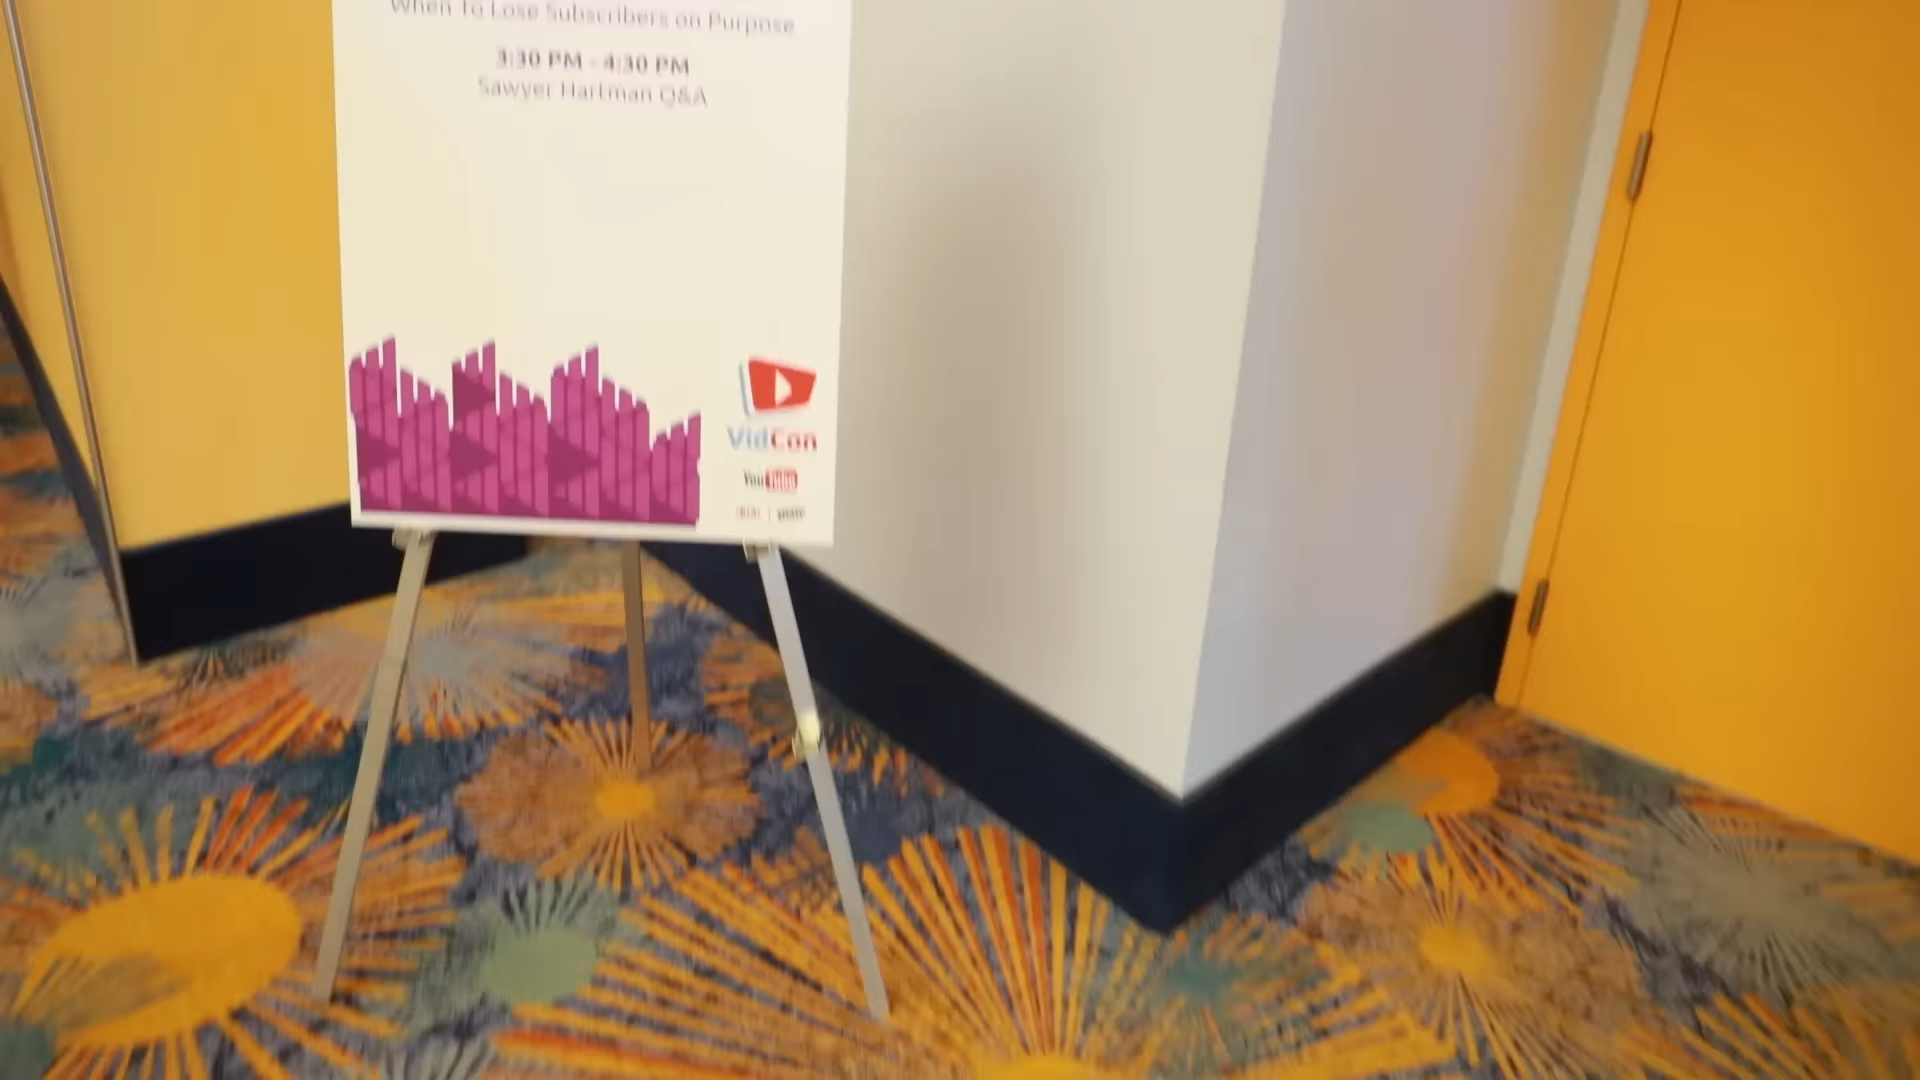 When To Lose Subscribers on Purpose
3:30 PM - 4:30 PM
Sawyer Hartman Q&A
VidCon
YouTube